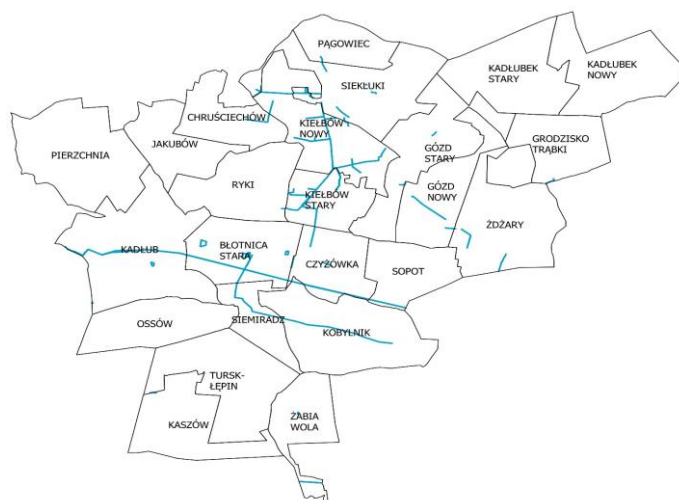 PĄGOWIEC
KADŁUBEK
STARY
KADŁUBEK
NOWY
SIEKLUKI
CHRUŚCIECHÓW
KIEŁBÓW
NOWY
GRODZISKO
TRĄBKI
JAKUBÓW
PIERZCHNIA
GÓZD
STARY
RYKI
GÓZD
NOWY
KIEŁBÓW
STARY
ŻDŻARY
KADŁUB
BŁOTNICA
STARA
CZYŻÓWKA
SOPOT
OSSÓW
SIEMIRADZ
KOBYLNIK
TURSK-
ŁĘPIN
KASZÓW
ŻABIA
WOLA